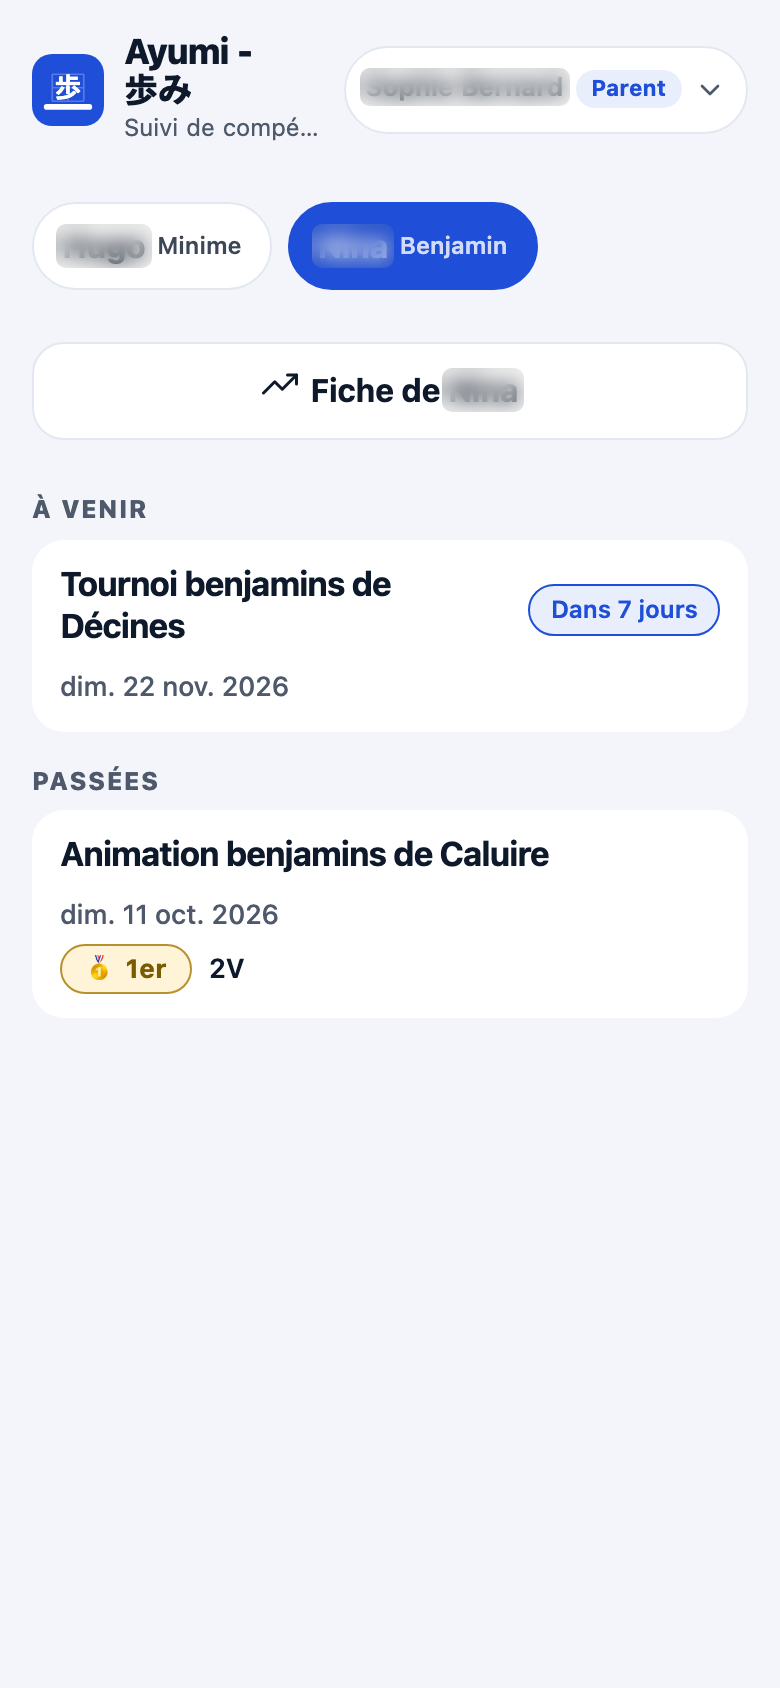 歩
Ayumi -
歩み
Suivi de compé...
Parent
Minime
Benjamin
Fiche de
À VENIR
Tournoi benjamins de
Décines
Dans 7 jours
dim. 22 nov. 2026
PASSÉES
Animation benjamins de Caluire
dim. 11 oct. 2026
1er 2V